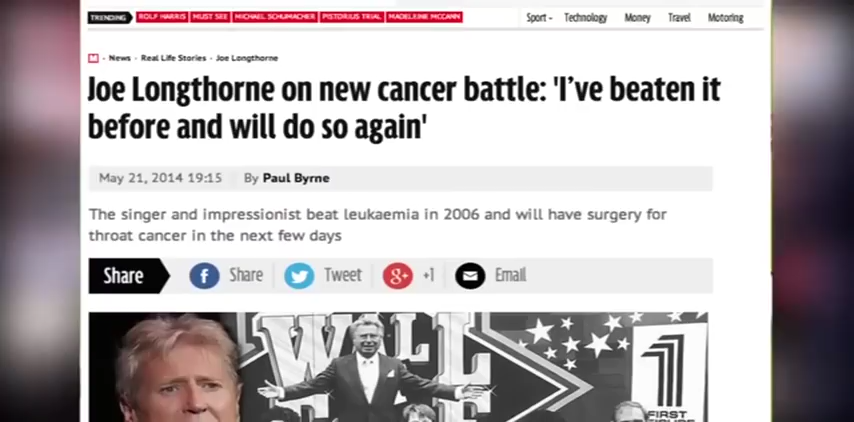 TRENDING ROLF HARRIS MUST SEE MICHAEL SCHUMACHER PISTORIUS TRIAL MADELEINE MCCANN Sport Technology Money Travel Motoring
M News Real Life Stories Joe Longthorne
Joe Longthorne on new cancer battle: 'I've beaten it
before and will do so again'
May 21, 2014 19:15 By Paul Byrne
The singer and impressionist beat leukaemia in 2006 and will have surgery for
throat cancer in the next few days
Share f Share Tweet g+ +1 Email
1
FIRST